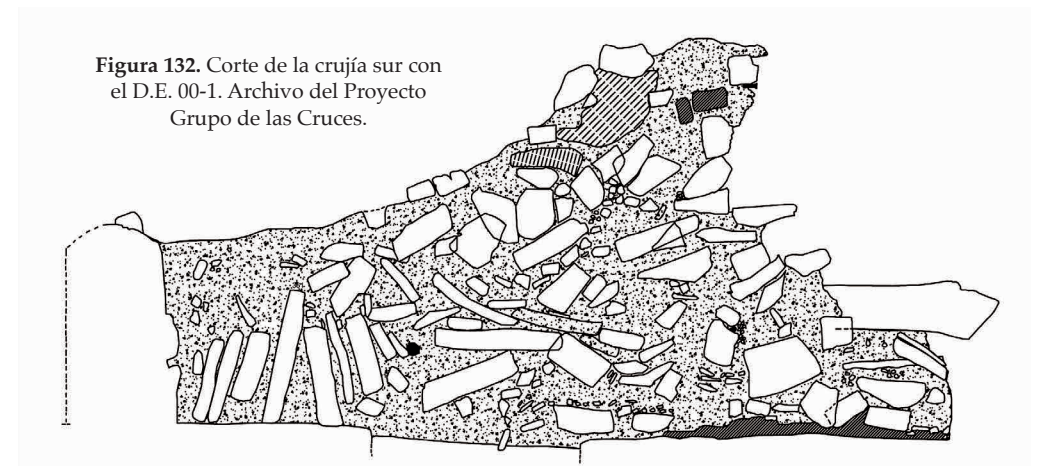 Figura 132. Corte de la crujía sur con
el D.E. 00-1. Archivo del Proyecto
Grupo de las Cruces.